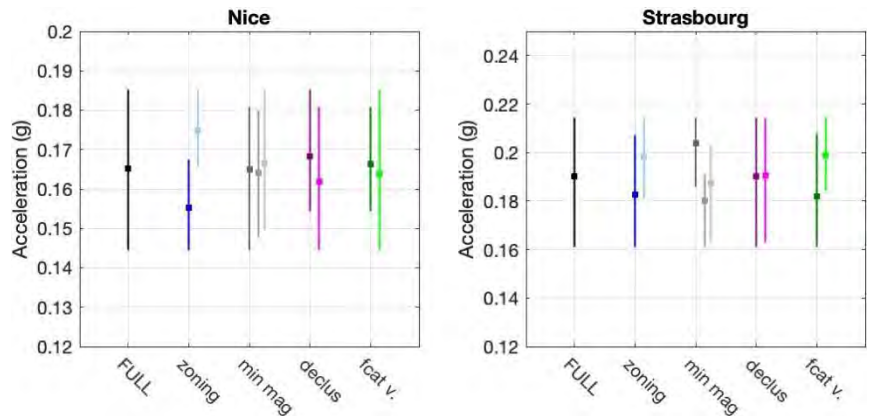 Nice
Acceleration (g)
0.2
0.19
0.18
0.17
0.16
0.15
0.14
0.13
0.12
FULL
zoning
min mag
declus
fcat v.
Strasbourg
Acceleration (g)
0.24
0.22
0.2
0.18
0.16
0.14
0.12
FULL
zoning
min mag
declus
fcat v.